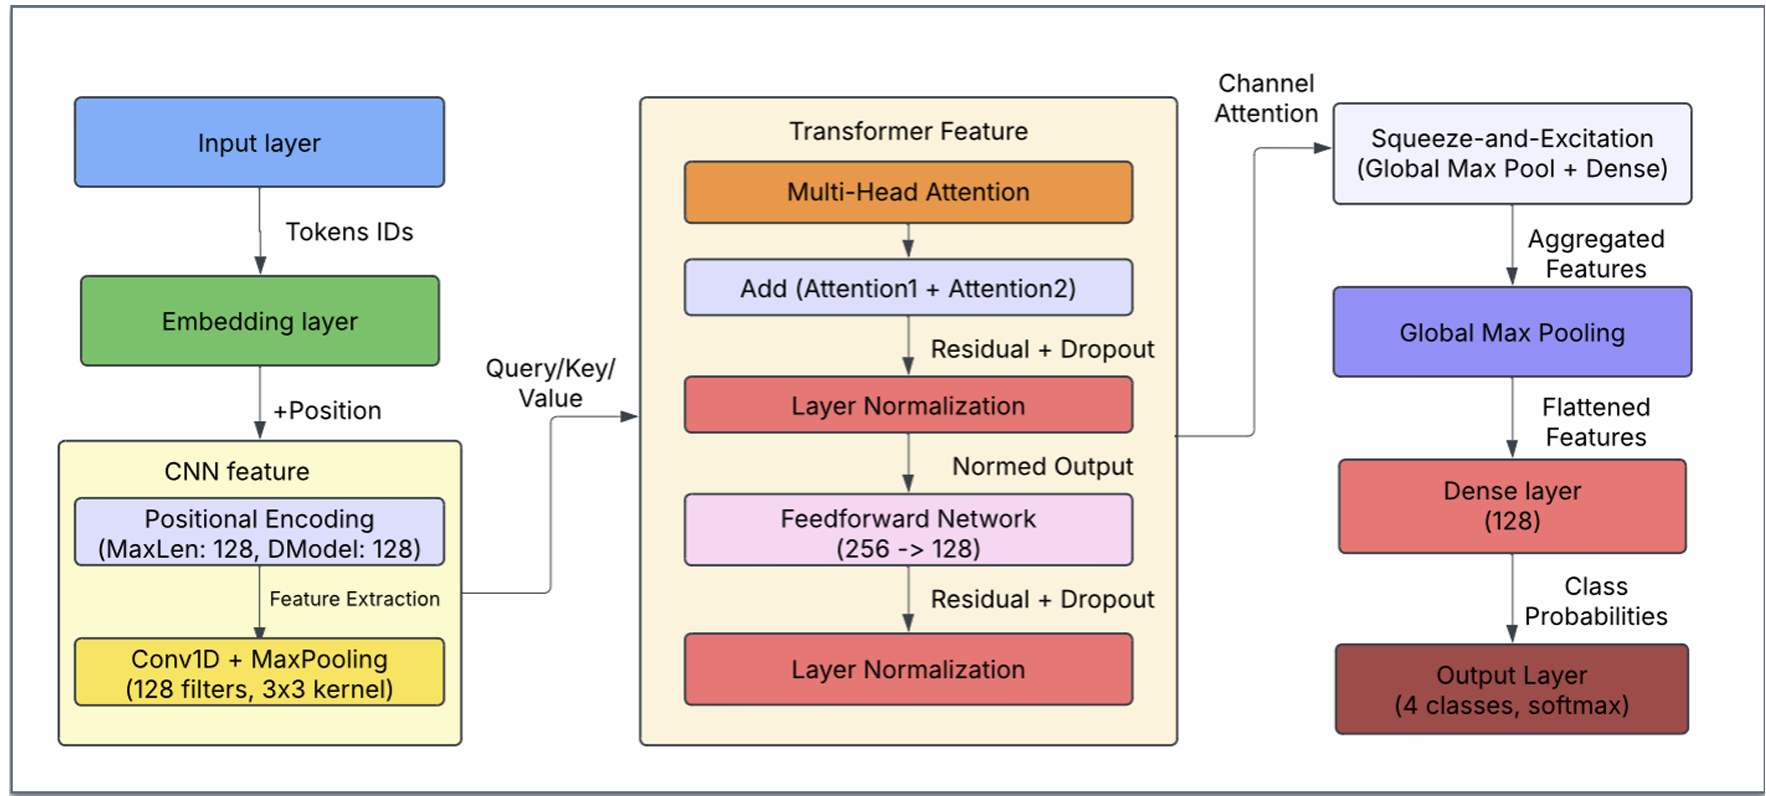 Input layer
Tokens IDs
Embedding layer
+Position
CNN feature
Positional Encoding
(MaxLen: 128, DModel: 128)
Feature Extraction
Conv1D + MaxPooling
(128 filters, 3x3 kernel)
Query/Key/
Value
Transformer Feature
Multi-Head Attention
Add (Attention1 + Attention2)
Residual + Dropout
Layer Normalization
Normed Output
Feedforward Network
(256 -> 128)
Residual + Dropout
Layer Normalization
Channel
Attention
Squeeze-and-Excitation
(Global Max Pool + Dense)
Aggregated
Features
Global Max Pooling
Flattened
Features
Dense layer
(128)
Class
Probabilities
Output Layer
(4 classes, softmax)